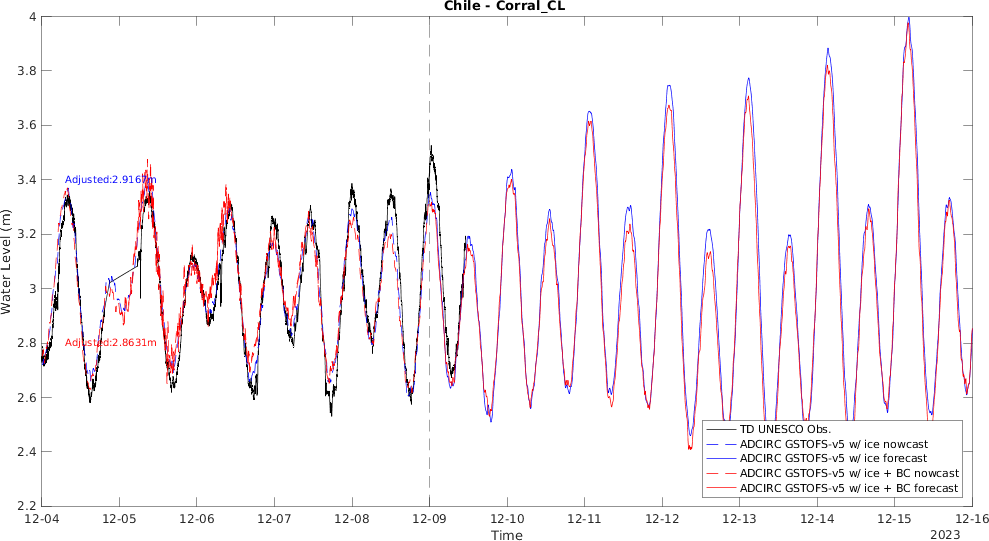 Chile - Corral_CL
4
3.8
3.6
3.4
3.2
3
2.8
2.6
2.4
2.2
Water Level (m)
Adjusted:2.9167m
Adjusted:2.8631m
TD UNESCO Obs.
ADCIRC GSTOFS-v5 w/ ice nowcast
ADCIRC GSTOFS-v5 w/ ice forecast
ADCIRC GSTOFS-v5 w/ ice + BC nowcast
ADCIRC GSTOFS-v5 w/ ice + BC forecast
12-04 12-05 12-06 12-07 12-08 12-09 12-10 12-11 12-12 12-13 12-14 12-15 12-16
Time
2023